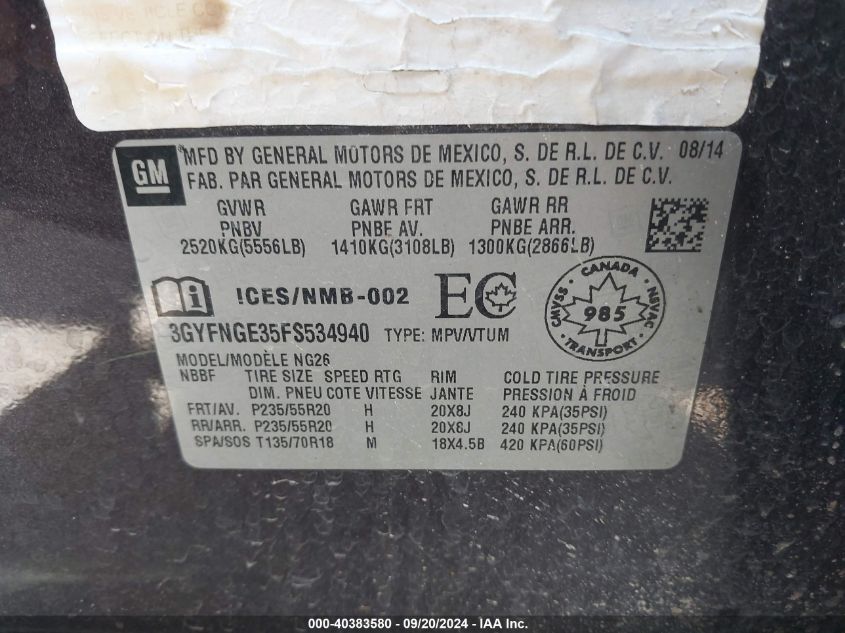 GM
MFD BY GENERAL MOTORS DE MEXICO, S. DE R.L. DE C.V. 08/14
FAB. PAR GENERAL MOTORS DE MEXICO, S. DE R.L. DE C.V.
GVWR GAWR FRT GAWR RR
PNBV PNBE AV. PNBE ARR.
2520KG(5556LB) 1410KG(3108LB) 1300KG(2866LB)
ICES/NMB-002 EC
CANADA
CMVSS 985 NSVAC
TRANSPORT
3GYFNGE35FS534940 TYPE: MPV/VTUM
MODEL/MODÈLE NG26
NBBF TIRE SIZE SPEED RTG RIM COLD TIRE PRESSURE
DIM. PNEU COTE VITESSE JANTE PRESSION À FROID
FRT/AV. P235/55R20 H 20X8J 240 KPA(35PSI)
RR/ARR. P235/55R20 H 20X8J 240 KPA(35PSI)
SPA/SOS T135/70R18 M 18X4.5B 420 KPA(60PSI)
000-40383580 - 09/20/2024 - IAAI Inc.